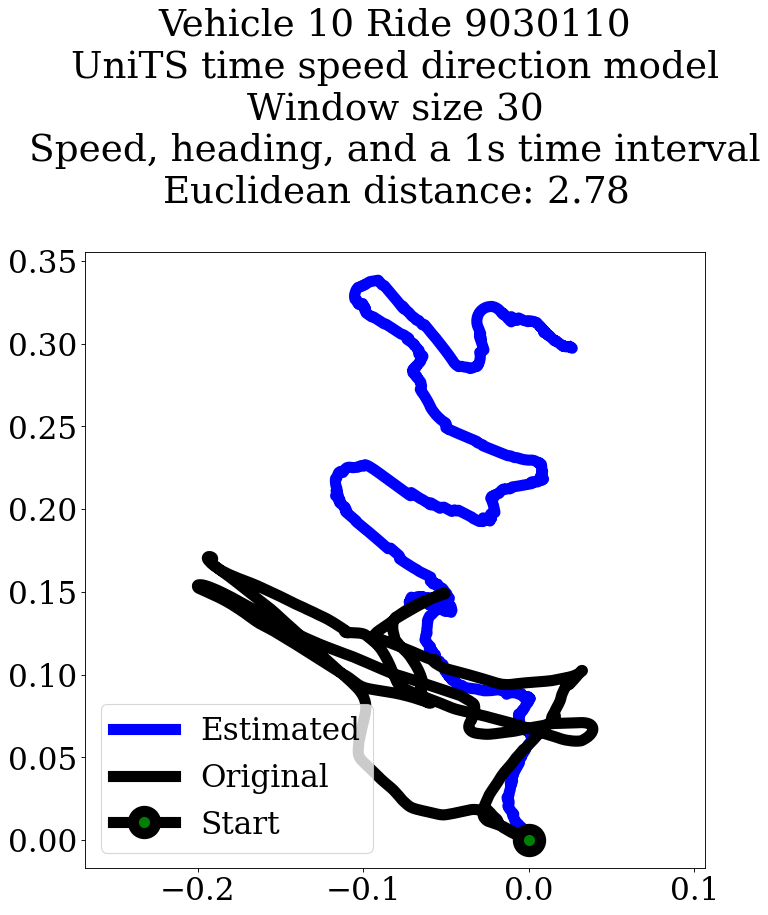 Vehicle 10 Ride 9030110
UniTS time speed direction model
Window size 30
Speed, heading, and a 1s time interval
Euclidean distance: 2.78
0.35
0.30
0.25
0.20
0.15
0.10
0.05
0.00
Estimated
Original
Start
−0.2
−0.1
0.0
0.1